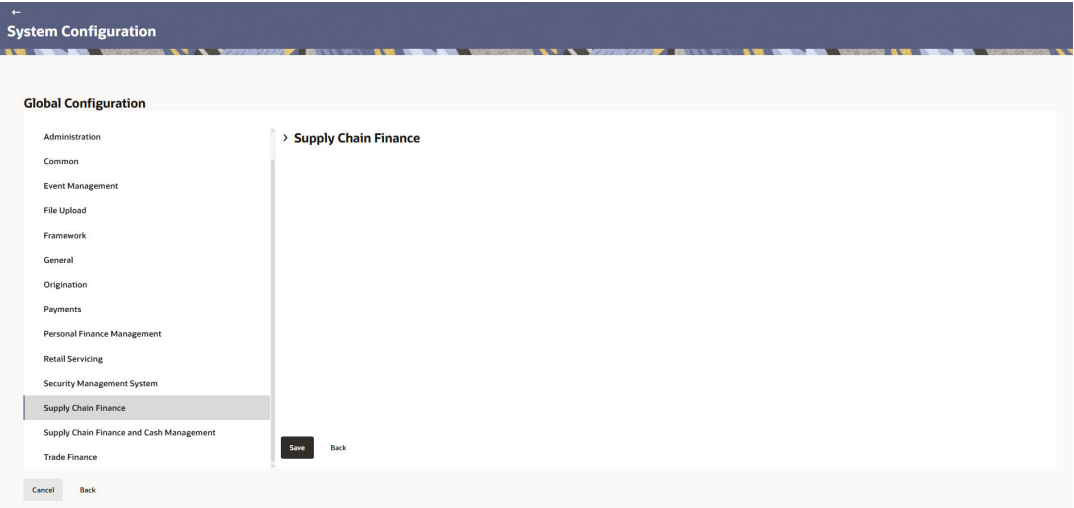 ←
System Configuration
Global Configuration
Administration
Common
Event Management
File Upload
Framework
General
Origination
Payments
Personal Finance Management
Retail Servicing
Security Management System
Supply Chain Finance
Supply Chain Finance and Cash Management
Trade Finance
> Supply Chain Finance
Save Back
Cancel Back